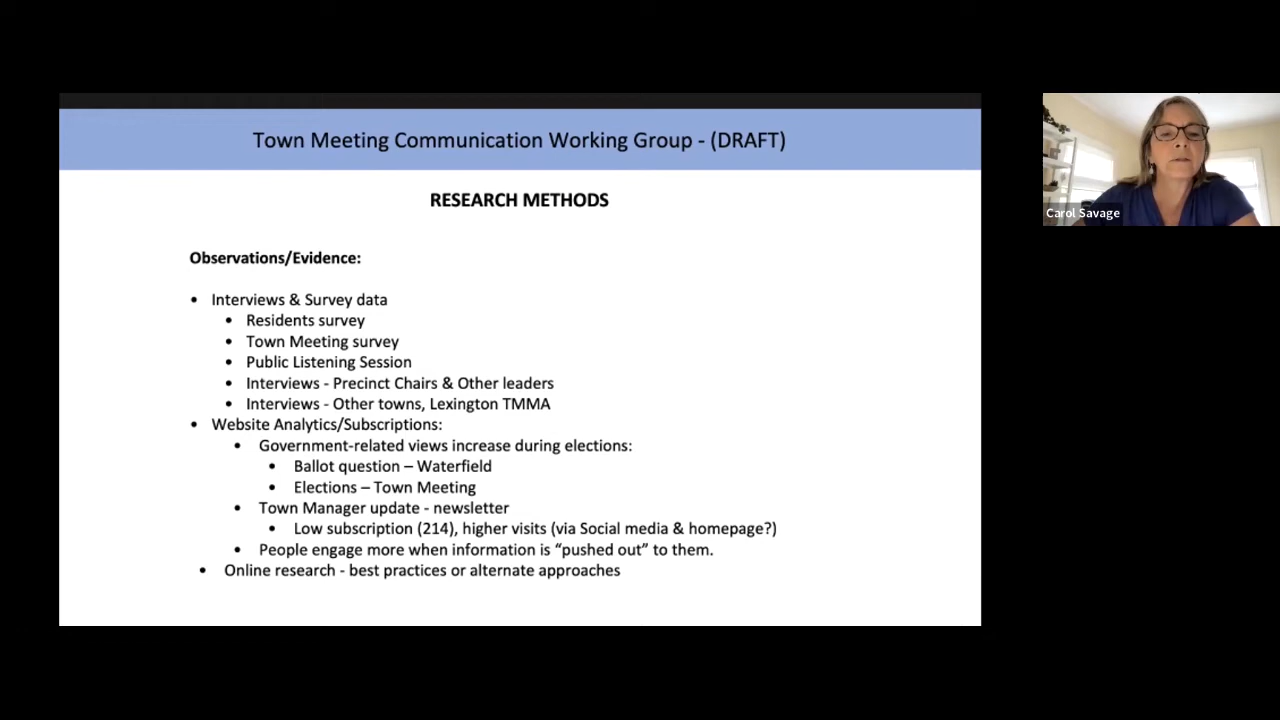 Town Meeting Communication Working Group - (DRAFT)
RESEARCH METHODS
Observations/Evidence:
• Interviews & Survey data
• Residents survey
• Town Meeting survey
• Public Listening Session
• Interviews - Precinct Chairs & Other leaders
• Interviews - Other towns, Lexington TMMA
• Website Analytics/Subscriptions:
• Government-related views increase during elections:
• Ballot question – Waterfield
• Elections – Town Meeting
• Town Manager update - newsletter
• Low subscription (214), higher visits (via Social media & homepage?)
• People engage more when information is “pushed out” to them.
• Online research - best practices or alternate approaches
Carol Savage